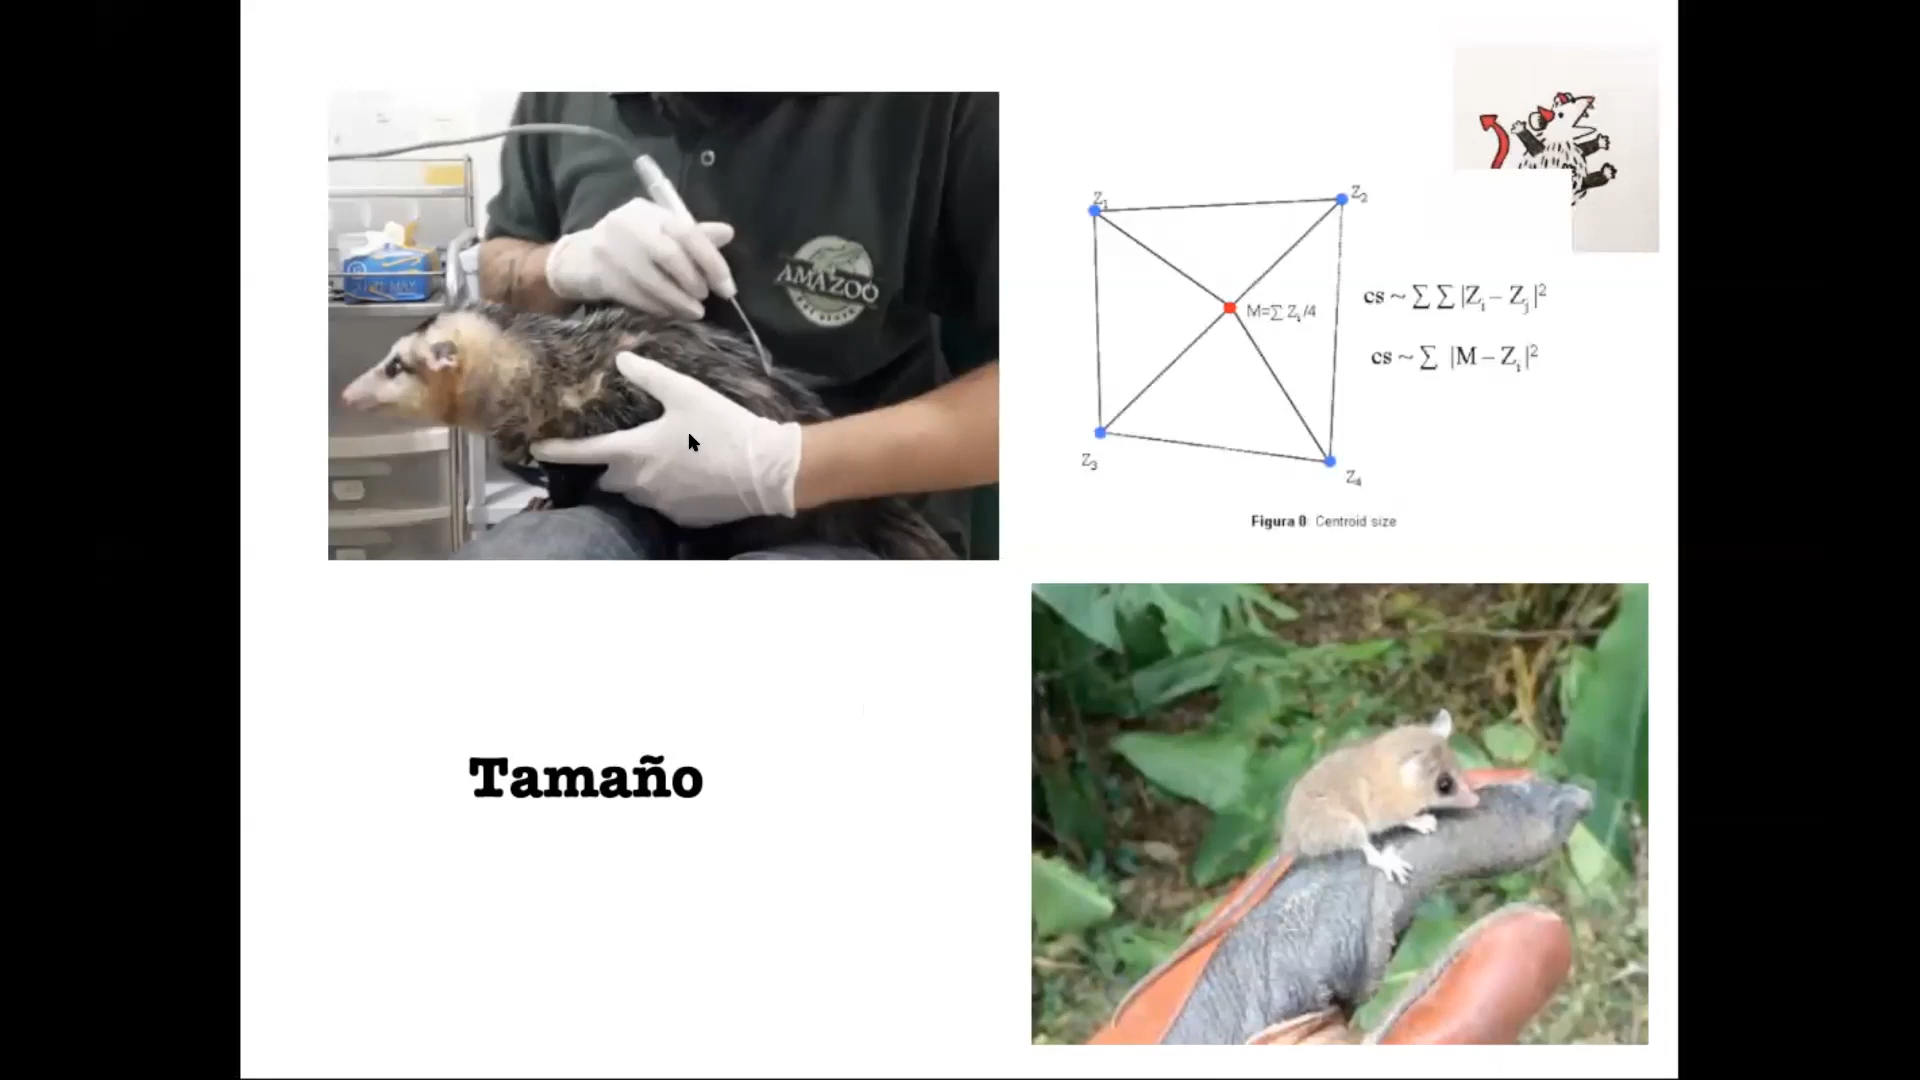 AMAZOO
Z₁
Z₂
M=∑ Zᵢ/4
cs ~ ∑ ∑ |Zᵢ – Zⱼ|²
cs ~ ∑ |M – Zᵢ|²
Z₃
Z₄
Figura 0: Centroid size
Tamaño